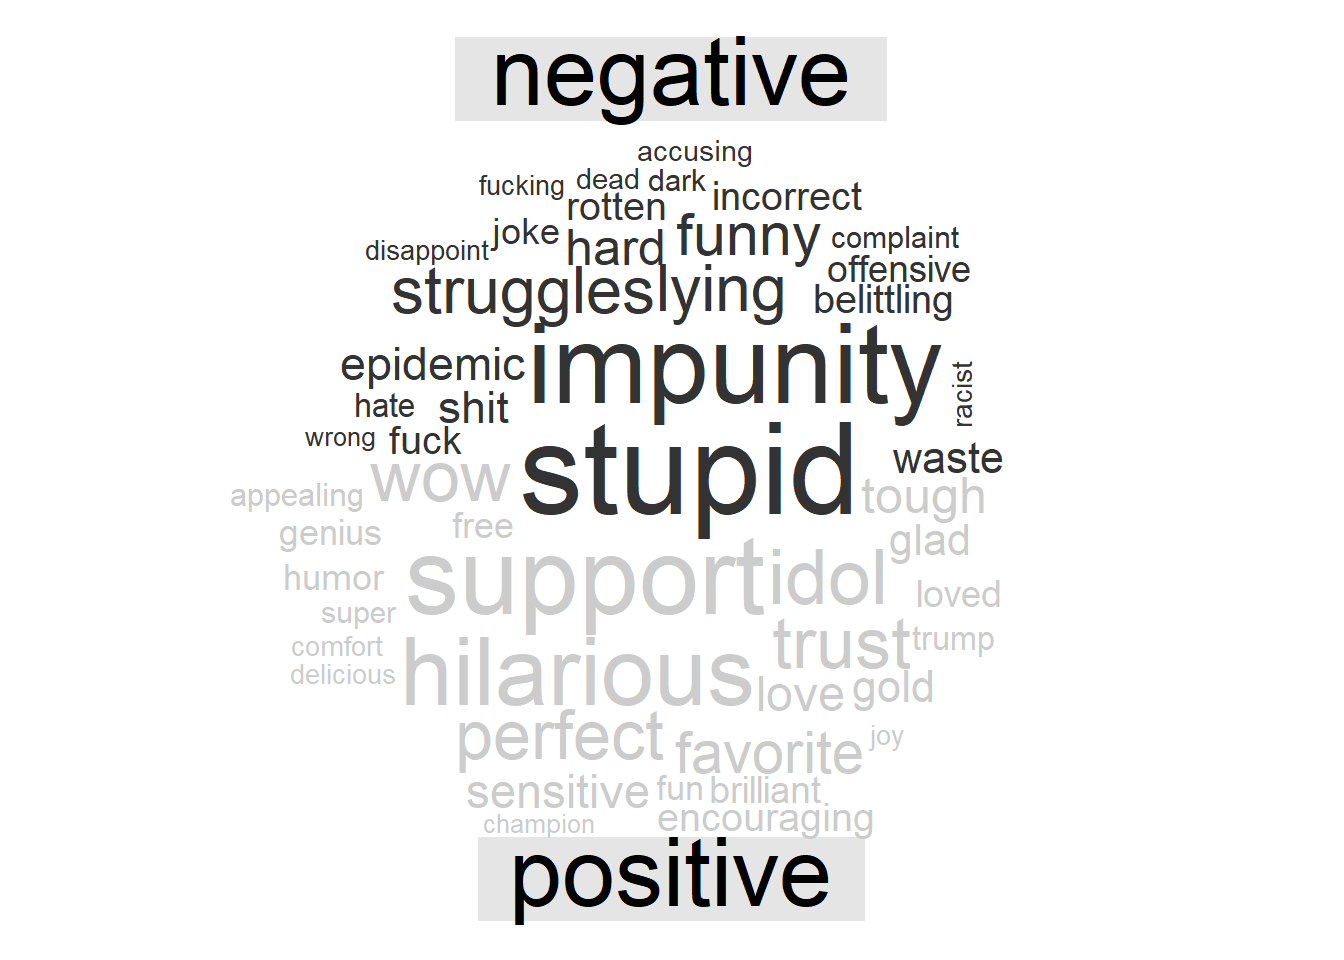 negative
accusing
fucking dead dark incorrect
rotten
joke hard funny complaint
disappoint offensive
struggles lying belittling
epidemic impunity racist
hate shit
wrong fuck stupid waste
appealing wow tough
genius free glad
humor support idol loved
super
comfort hilarious trust trump
delicious love gold
perfect favorite joy
sensitive fun brilliant
champion encouraging
positive